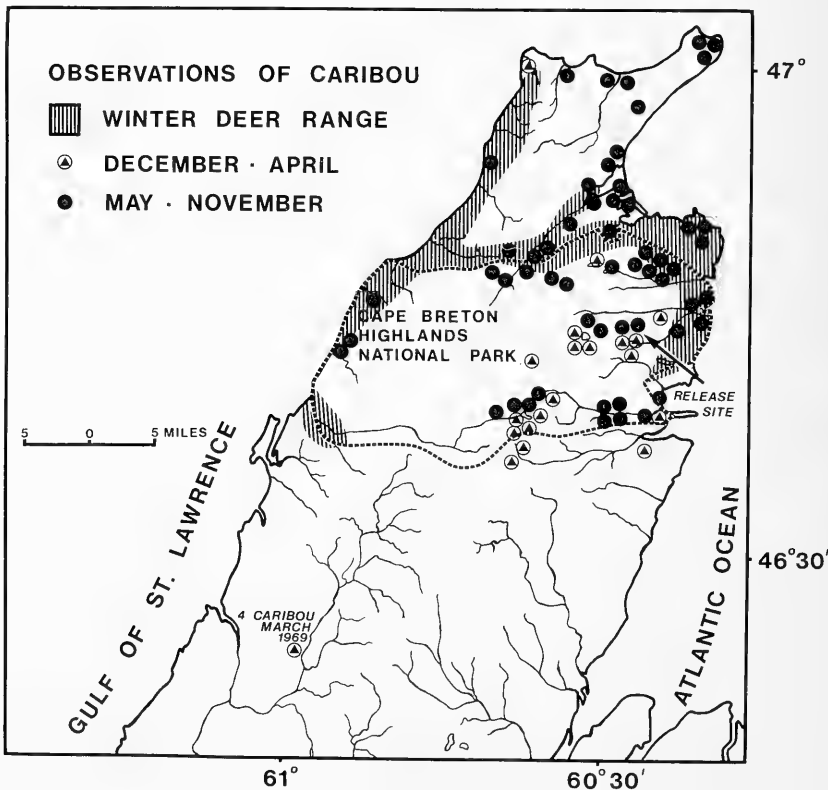 OBSERVATIONS OF CARIBOU
WINTER DEER RANGE
DECEMBER · APRIL
MAY · NOVEMBER
47°
CAPE BRETON
HIGHLANDS
NATIONAL PARK
RELEASE
SITE
5 0 5 MILES
GULF OF ST. LAWRENCE
ATLANTIC OCEAN
46°30'
4 CARIBOU
MARCH
1969
61°
60°30'